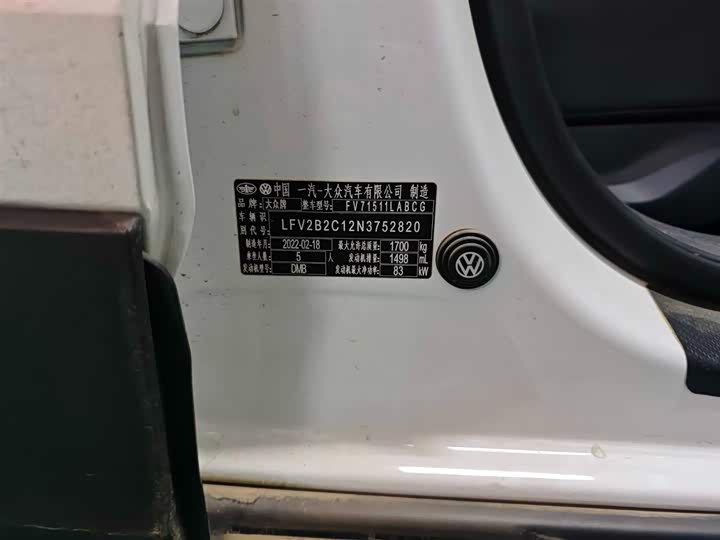 中国 一汽-大众汽车有限公司 制造
品牌: 大众牌 整车型号: FV71511LABCG
车辆识别代号: LFV2B2C12N3752820
制造年月: 2022-02-18 最大允许总质量: 1700 kg
乘坐人数: 5 人 发动机排量: 1498 mL
发动机型号: DMB 发动机最大净功率: 83 kW